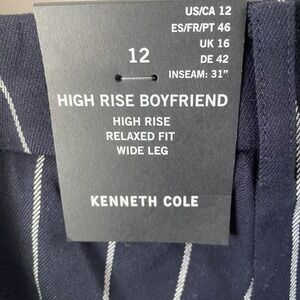 US/CA 12
ES/FR/PT 46
UK 16
DE 42
INSEAM: 31"
12
HIGH RISE BOYFRIEND
HIGH RISE
RELAXED FIT
WIDE LEG
KENNETH COLE